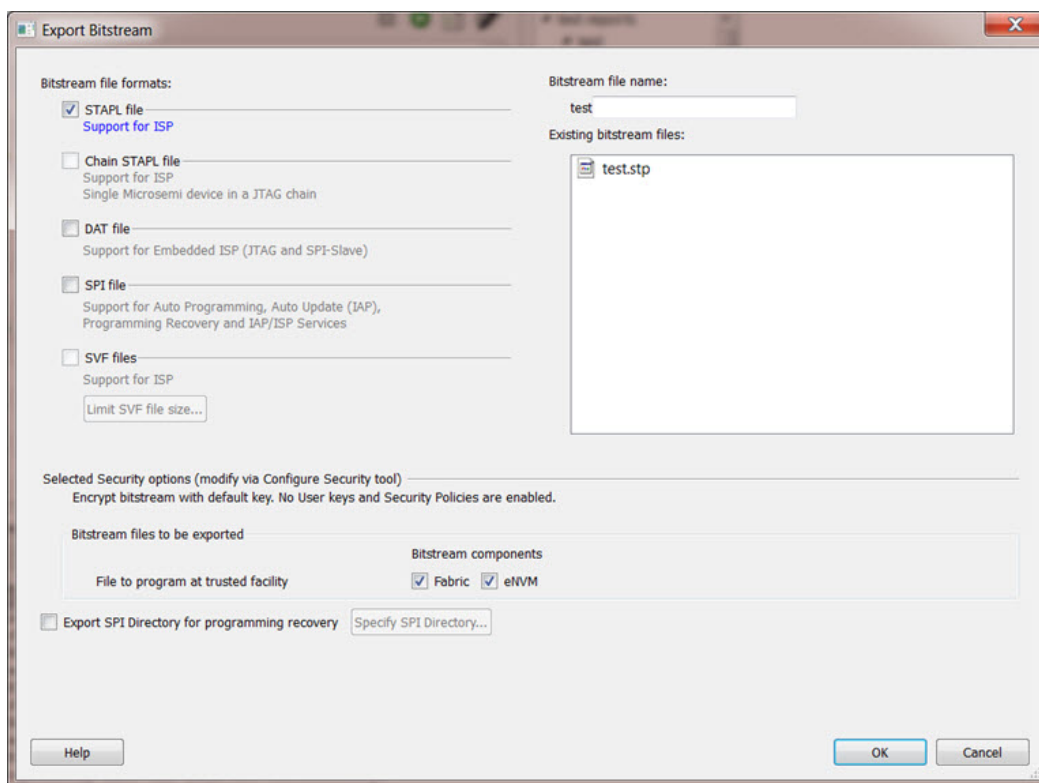 Export Bitstream
Bitstream file formats:
STAPL file
Support for ISP
Chain STAPL file
Support for ISP
Single Microsemi device in a JTAG chain
DAT file
Support for Embedded ISP (JTAG and SPI-Slave)
SPI file
Support for Auto Programming, Auto Update (IAP),
Programming Recovery and IAP/ISP Services
SVF files
Support for ISP
Limit SVF file size...
Bitstream file name:
test
Existing bitstream files:
test.stp
Selected Security options (modify via Configure Security tool)
Encrypt bitstream with default key. No User keys and Security Policies are enabled.
Bitstream files to be exported
Bitstream components
File to program at trusted facility
Fabric
eNVM
Export SPI Directory for programming recovery
Specify SPI Directory...
Help
OK
Cancel